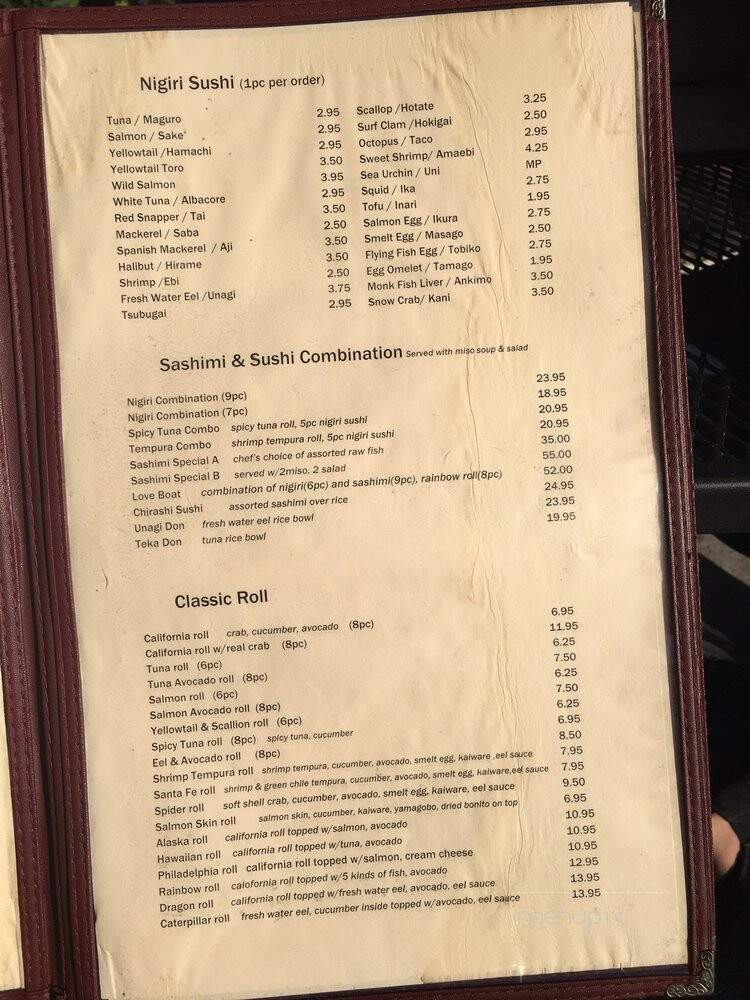 Nigiri Sushi (1pc per order)
Tuna / Maguro 2.95 Scallop /Hotate 3.25
Salmon / Sake' 2.95 Surf Clam /Hokigai 2.50
Yellowtail /Hamachi 2.95 Octopus / Taco 2.95
Yellowtail Toro 3.50 Sweet Shrimp/ Amaebi 4.25
Wild Salmon 3.95 Sea Urchin / Uni MP
White Tuna / Albacore 2.95 Squid / Ika 2.75
Red Snapper / Tai 3.50 Tofu / Inari 1.95
Mackerel / Saba 2.50 Salmon Egg / Ikura 2.75
Spanish Mackerel / Aji 3.50 Smelt Egg / Masago 2.50
Halibut / Hirame 3.50 Flying Fish Egg / Tobiko 2.75
Shrimp /Ebi 2.50 Egg Omelet / Tamago 1.95
Fresh Water Eel /Unagi 3.75 Monk Fish Liver / Ankimo 3.50
Tsubugai 2.95 Snow Crab/ Kani 3.50
Sashimi & Sushi Combination Served with miso soup & salad
Nigiri Combination (9pc) 23.95
Nigiri Combination (7pc) 18.95
Spicy Tuna Combo spicy tuna roll, 5pc nigiri sushi 20.95
Tempura Combo shrimp tempura roll, 5pc nigiri sushi 20.95
Sashimi Special A chef's choice of assorted raw fish 35.00
Sashimi Special B served w/2miso, 2 salad 55.00
Love Boat combination of nigiri(6pc) and sashimi(9pc), rainbow roll(8pc) 52.00
Chirashi Sushi assorted sashimi over rice 24.95
Unagi Don fresh water eel rice bowl 23.95
Teka Don tuna rice bowl 19.95
Classic Roll
California roll crab, cucumber, avocado (8pc) 6.95
California roll w/real crab (8pc) 11.95
Tuna roll (6pc) 6.25
Tuna Avocado roll (8pc) 7.50
Salmon roll (6pc) 6.25
Salmon Avocado roll (8pc) 7.50
Yellowtail & Scallion roll (6pc) 6.25
Spicy Tuna roll (8pc) spicy tuna, cucumber 6.95
Eel & Avocado roll (8pc) 8.50
Shrimp Tempura roll shrimp tempura, cucumber, avocado, smelt egg, kaiware ,eel sauce 7.95
Santa Fe roll shrimp & green chile tempura, cucumber, avocado, smelt egg, kaiware,eel sauce 7.95
Spider roll soft shell crab, cucumber, avocado, smelt egg, kaiware, eel sauce 9.50
Salmon Skin roll salmon skin, cucumber, kaiware, yamagobo, dried bonito on top 6.95
Alaska roll california roll topped w/salmon, avocado 10.95
Hawaiian roll california roll topped w/tuna, avocado 10.95
Philadelphia roll california roll topped w/salmon, cream cheese 10.95
Rainbow roll calofornia roll topped w/5 kinds of fish, avocado 12.95
Dragon roll california roll topped w/fresh water eel, avocado, eel sauce 13.95
Caterpillar roll fresh water eel, cucumber inside topped w/avocado, eel sauce 13.95
menupix